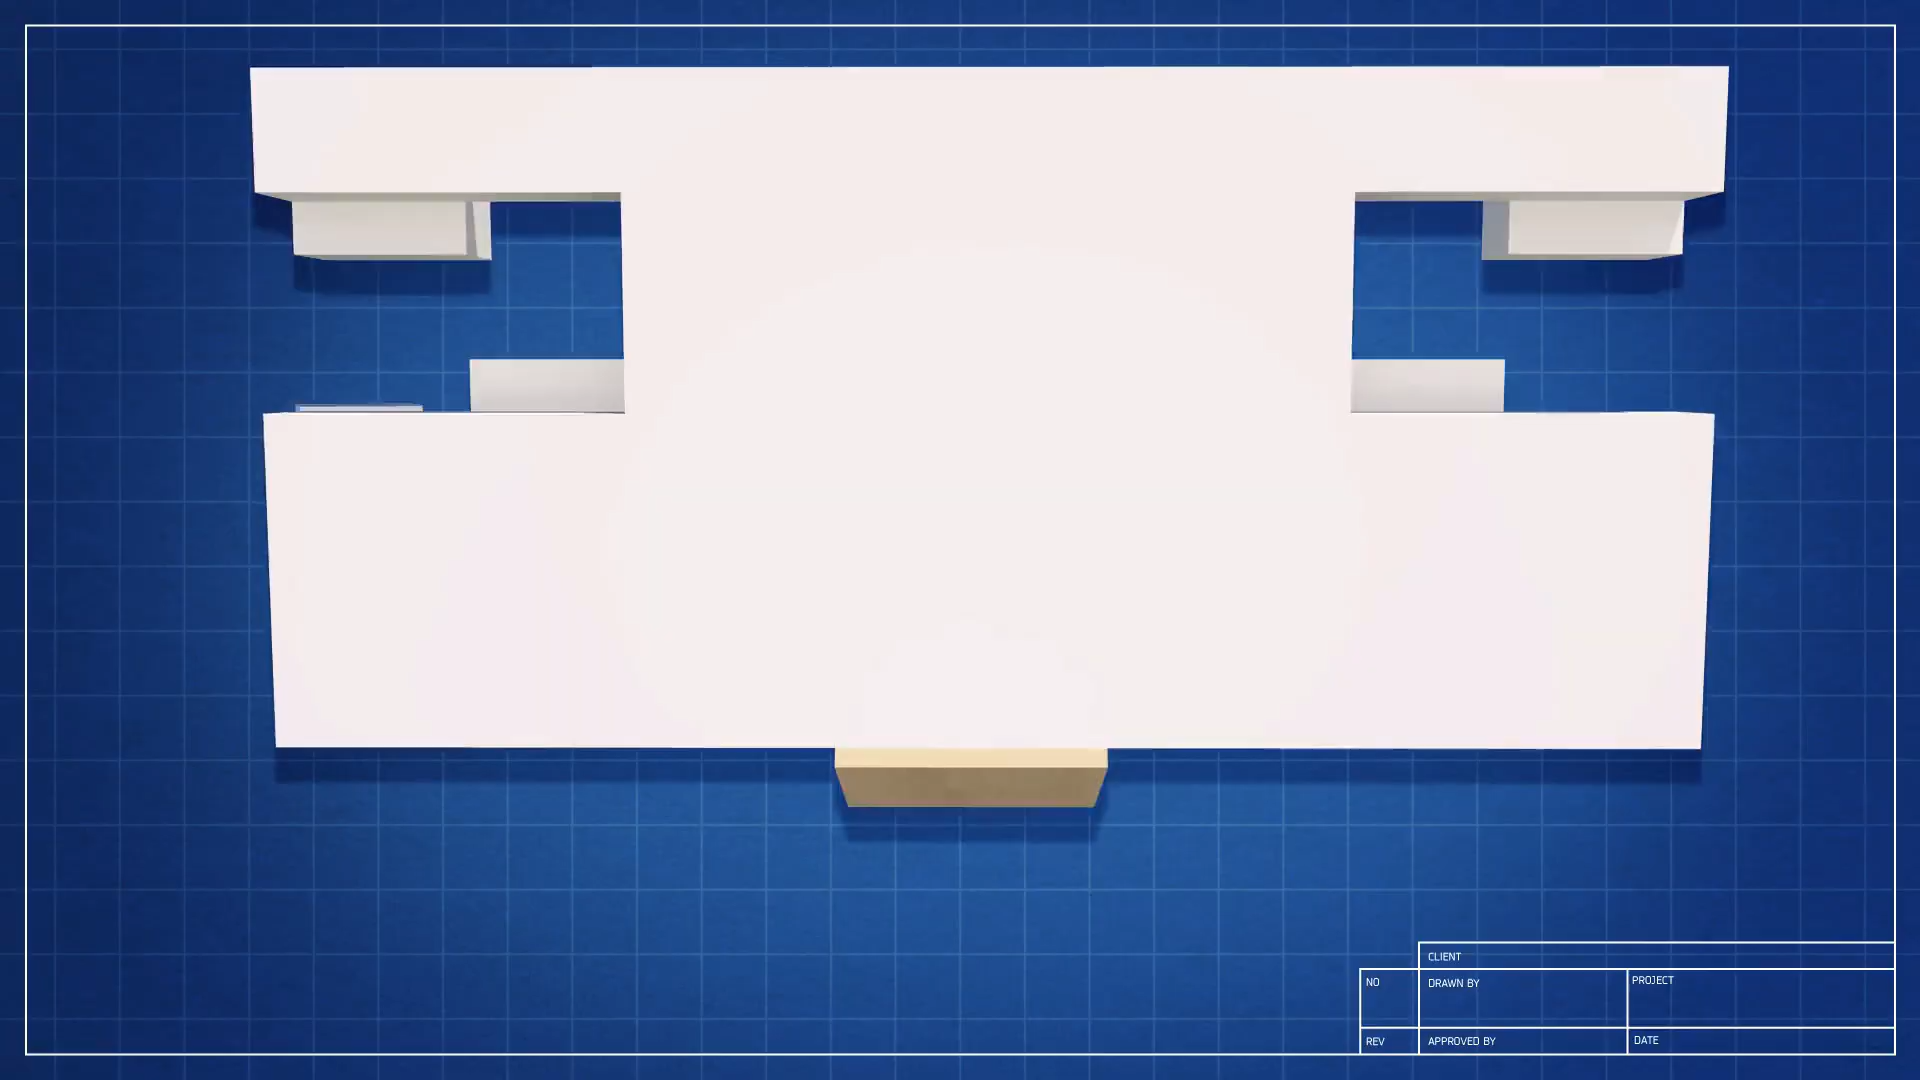 CLIENT
NO
DRAWN BY
PROJECT
REV
APPROVED BY
DATE